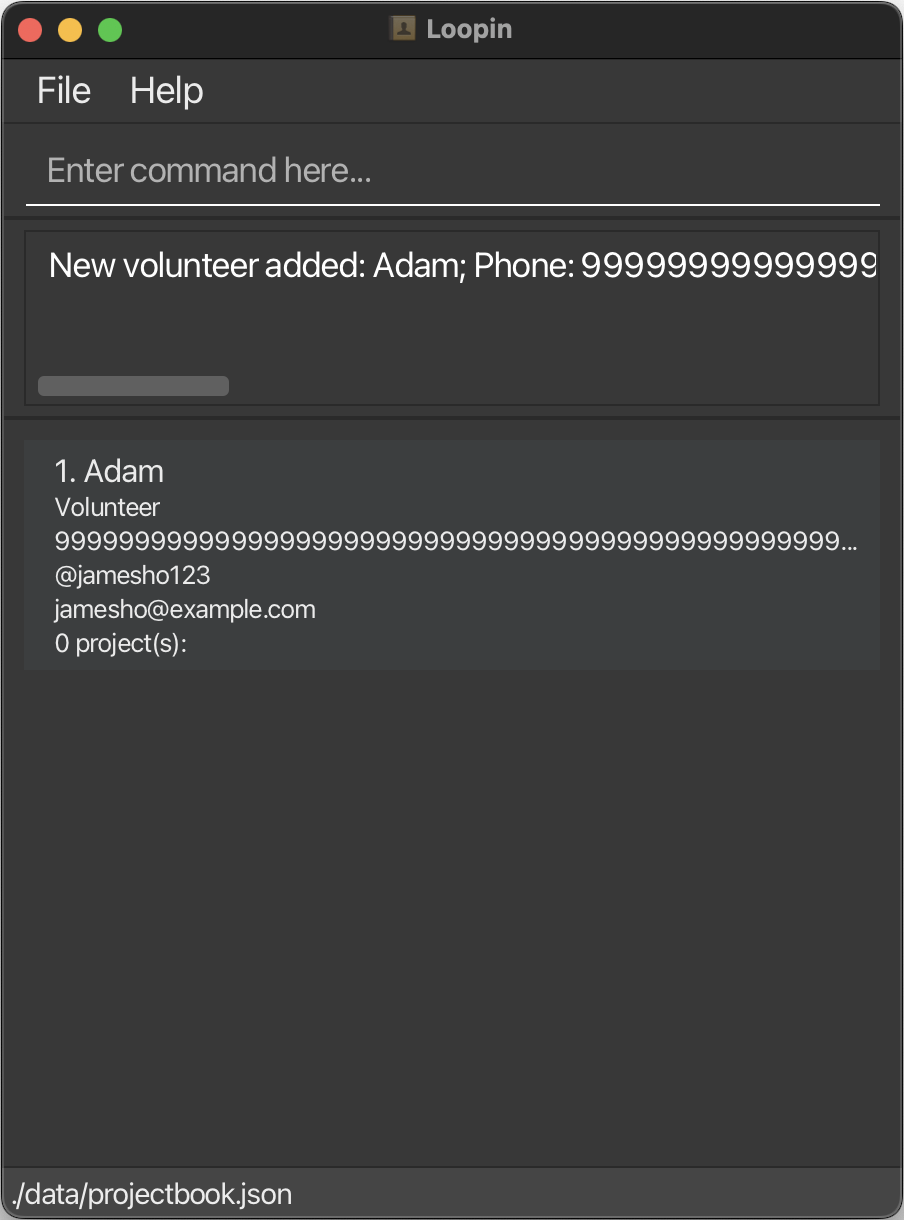 Loopin
File Help
Enter command here...
New volunteer added: Adam; Phone: 99999999999999
1. Adam
Volunteer
99999999999999999999999999999999999999999999999999...
@jamesho123
jamesho@example.com
0 project(s):
./data/projectbook.json